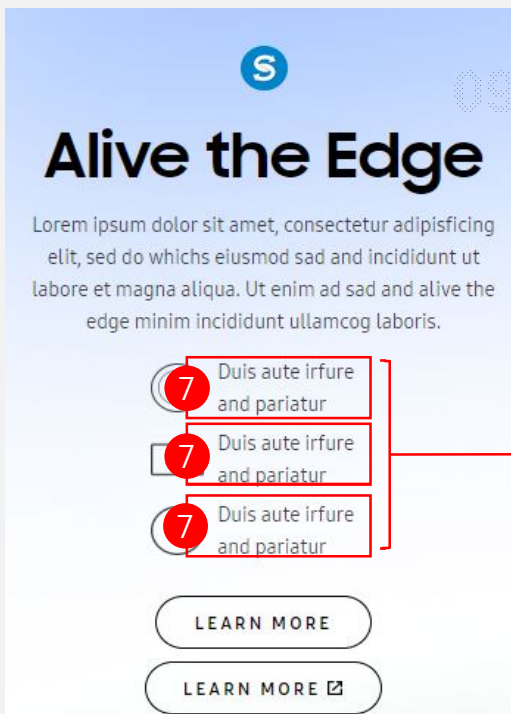 S
09
Alive the Edge
Lorem ipsum dolor sit amet, consectetur adipisficing
elit, sed do whichs eiusmod sad and incididunt ut
labore et magna aliqua. Ut enim ad sad and alive the
edge minim incididunt ullamcog laboris.
7
Duis aute irfure
and pariatur
7
Duis aute irfure
and pariatur
7
Duis aute irfure
and pariatur
LEARN MORE
LEARN MORE